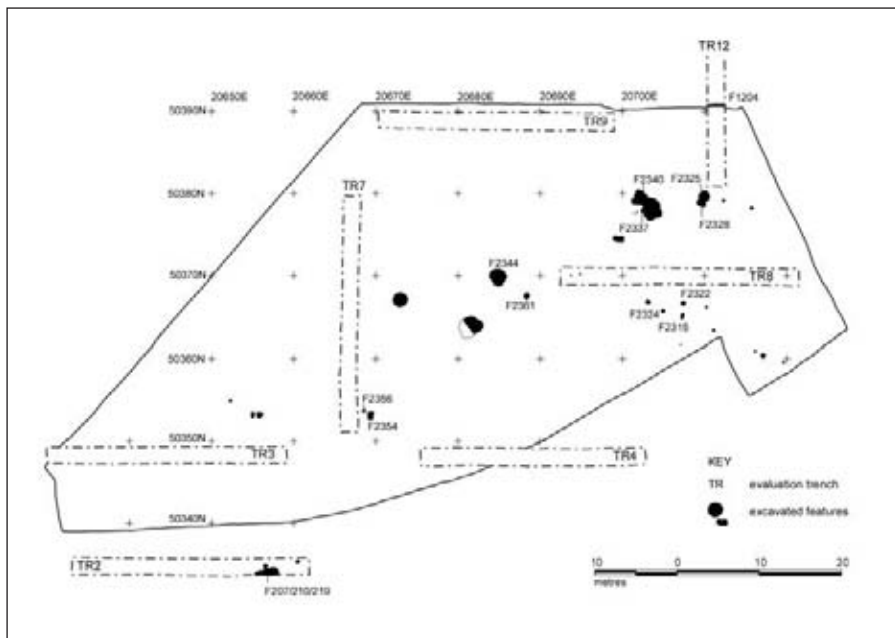 TR12
20650E 20660E 20670E 20680E 20690E 20700E
F1204
50390N
TR9
50380N
TR7
F2340 F2325
F2337 F2328
50370N
F2344
TR8
F2361
F2322
F2324
F2318
50360N
F2356
F2354
50350N
TR3
TR4
KEY
TR evaluation trench
excavated features
50340N
TR2
F207/210/219
10 0 10 20
metres